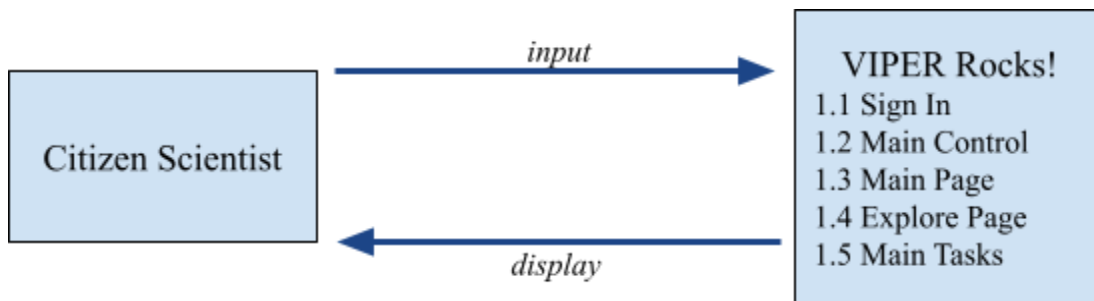 input
Citizen Scientist
display
VIPER Rocks!
1.1 Sign In
1.2 Main Control
1.3 Main Page
1.4 Explore Page
1.5 Main Tasks